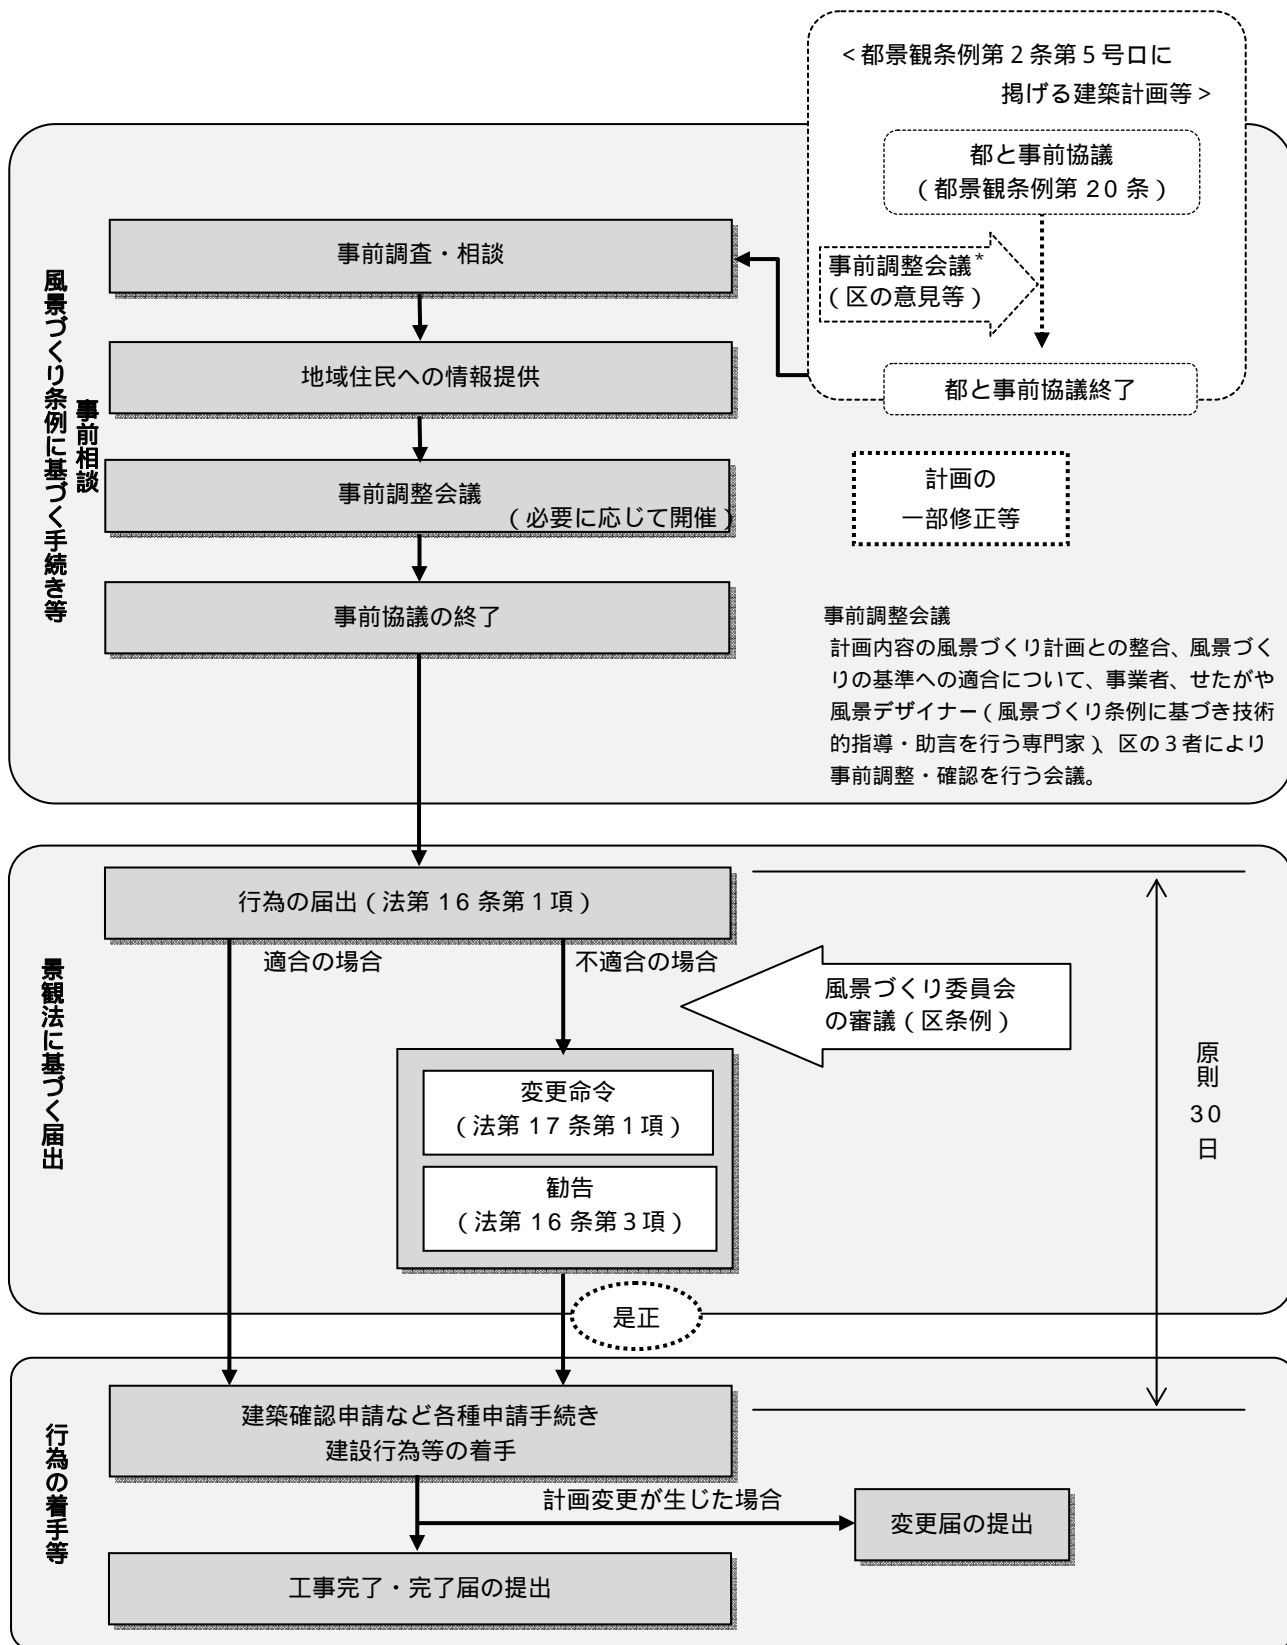 <都景観条例第2条第5号ロに
掲げる建築計画等>
都と事前協議
(都景観条例第20条)
事前調整会議*
(区の意見等)
都と事前協議終了
風景づくり条例に基づく手続き等
事前相談
事前調査・相談
地域住民への情報提供
事前調整会議
(必要に応じて開催)
事前協議の終了
計画の
一部修正等
事前調整会議
計画内容の風景づくり計画との整合、風景づく
りの基準への適合について、事業者、せたがや
風景デザイナー(風景づくり条例に基づき技術
的指導・助言を行う専門家)、区の3者により
事前調整・確認を行う会議。
景観法に基づく届出
行為の届出(法第16条第1項)
適合の場合
不適合の場合
風景づくり委員会
の審議(区条例)
変更命令
(法第17条第1項)
勧告
(法第16条第3項)
是正
原則
30
日
行為の着手等
建築確認申請など各種申請手続き
建設行為等の着手
計画変更が生じた場合
変更届の提出
工事完了・完了届の提出